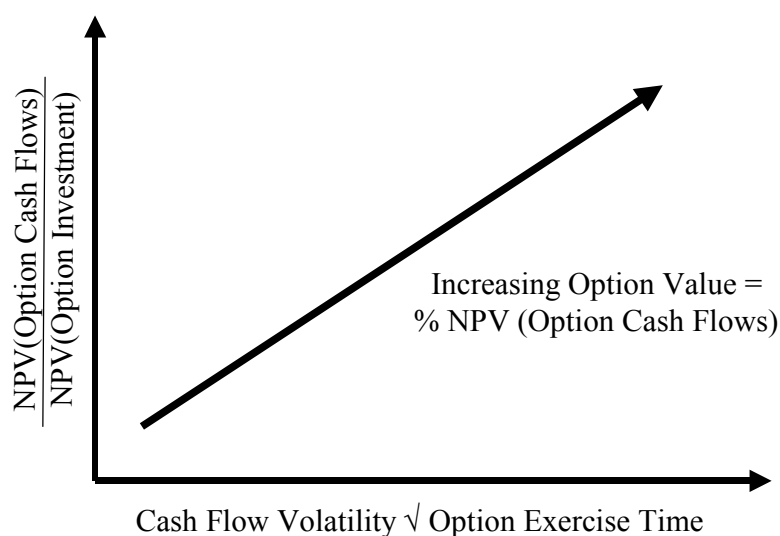 NPV(Option Cash Flows)
NPV(Option Investment)
Increasing Option Value =
% NPV (Option Cash Flows)
Cash Flow Volatility √ Option Exercise Time